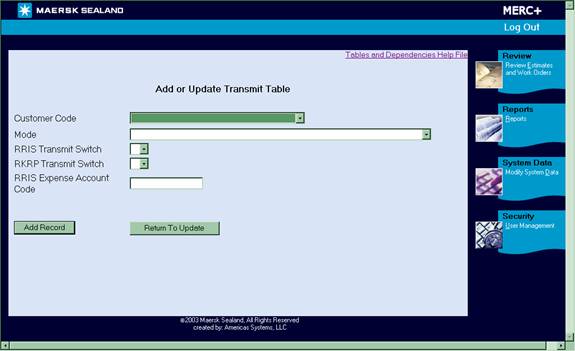 MAERSK SEALAND
MERC+
Log Out
Tables and Dependencies Help File
Add or Update Transmit Table
Customer Code
Mode
RRIS Transmit Switch
RKRP Transmit Switch
RRIS Expense Account
Code
Add Record
Return To Update
Review
Review Estimates
and Work Orders
Reports
Reports
System Data
Modify System Data
Security
User Management
©2003 Maersk Sealand, All Rights Reserved
created by: Americas Systems, LLC